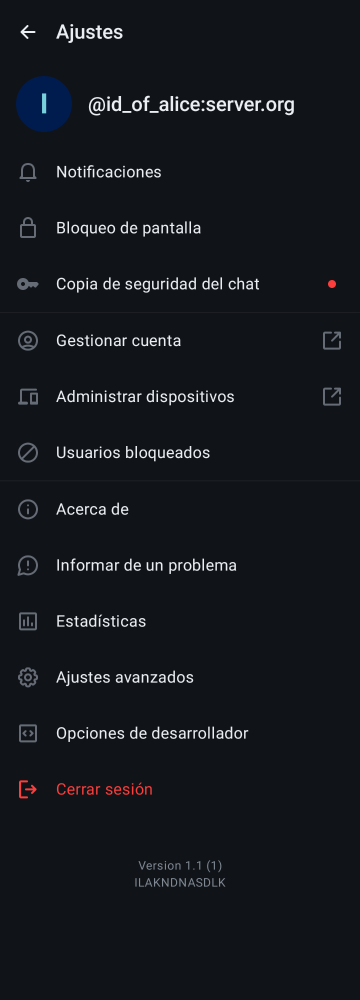 Ajustes
I
@id_of_alice:server.org
Notificaciones
Bloqueo de pantalla
Copia de seguridad del chat
Gestionar cuenta
Administrar dispositivos
Usuarios bloqueados
Acerca de
Informar de un problema
Estadísticas
Ajustes avanzados
Opciones de desarrollador
Cerrar sesión
Version 1.1 (1)
ILAKNDNASDLK